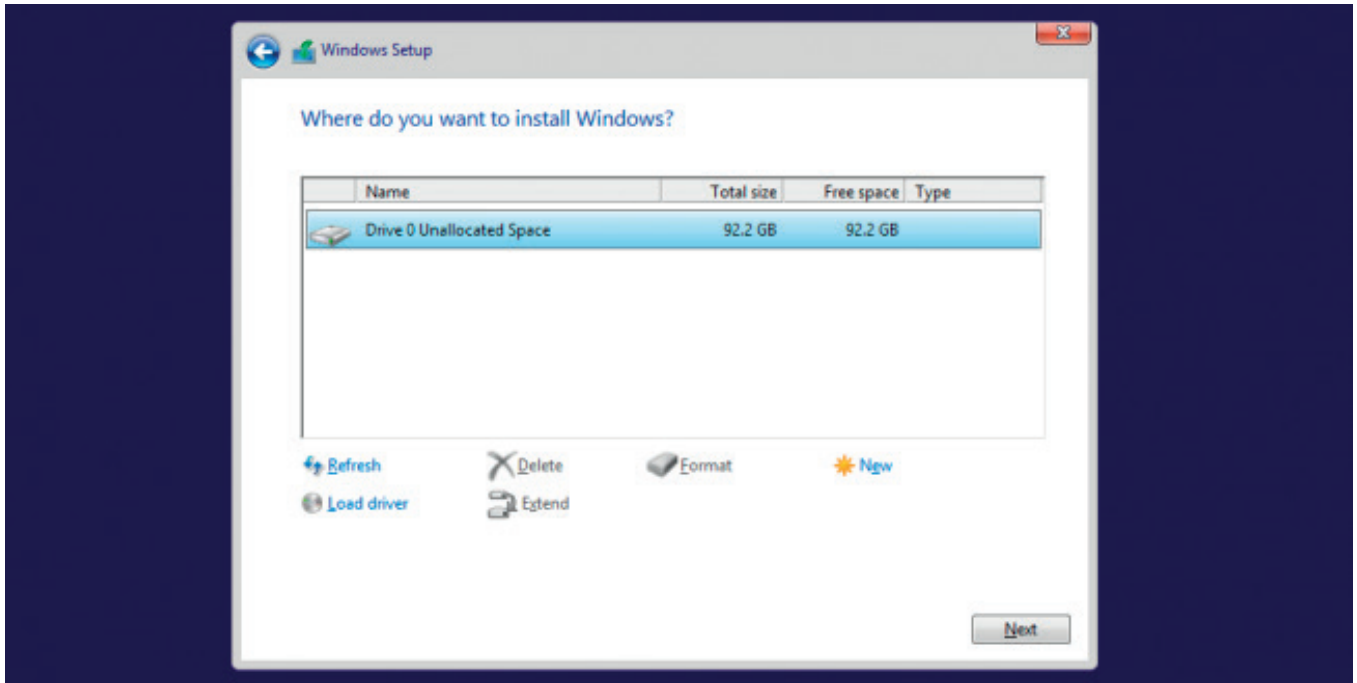 Windows Setup
Where do you want to install Windows?
Name Total size Free space Type
Drive 0 Unallocated Space 92.2 GB 92.2 GB
Refresh Delete Format New
Load driver Extend
Next